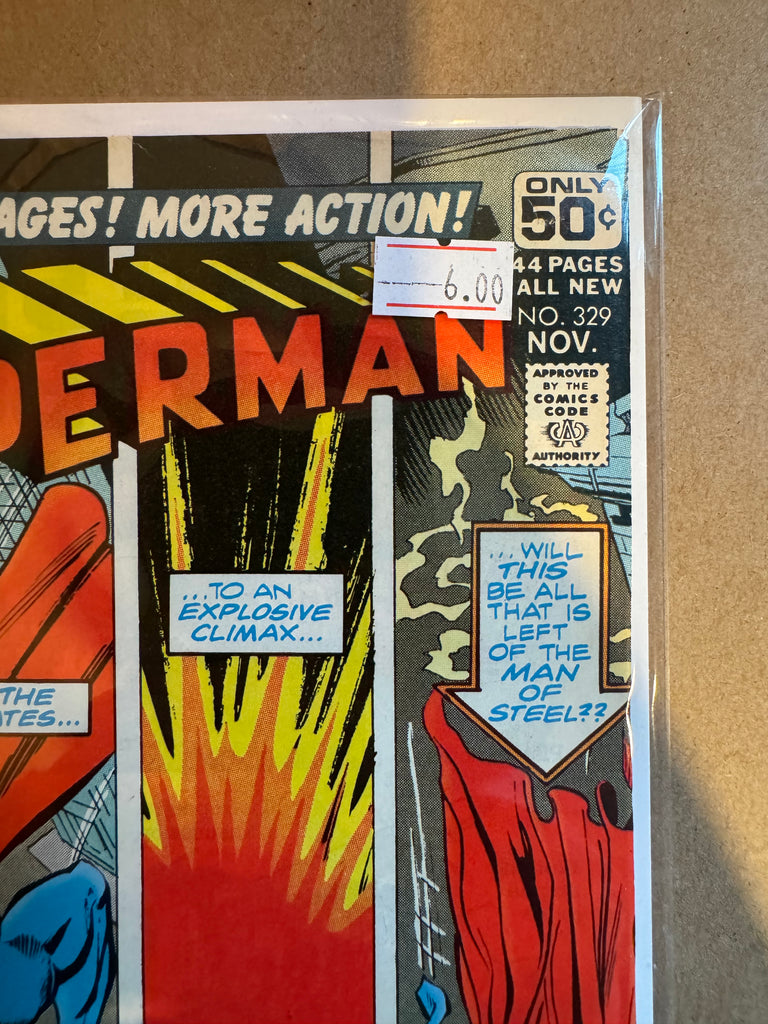 AGES! MORE ACTION!
ONLY
50¢
44 PAGES
ALL NEW
6.00
NO. 329
NOV.
PERMAN
APPROVED
BY THE
COMICS
CODE
CA
AUTHORITY
...TO AN
EXPLOSIVE
CLIMAX...
...WILL
THIS
BE ALL
THAT IS
LEFT
OF THE
MAN
OF
STEEL??
THE
ATES...